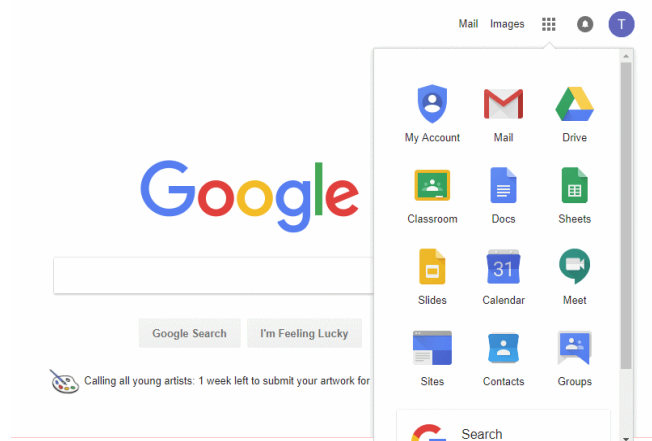 Mail Images T
My Account Mail Drive
Google
Classroom Docs Sheets
31
Slides Calendar Meet
Google Search I'm Feeling Lucky
Calling all young artists: 1 week left to submit your artwork for
Sites Contacts Groups
Search